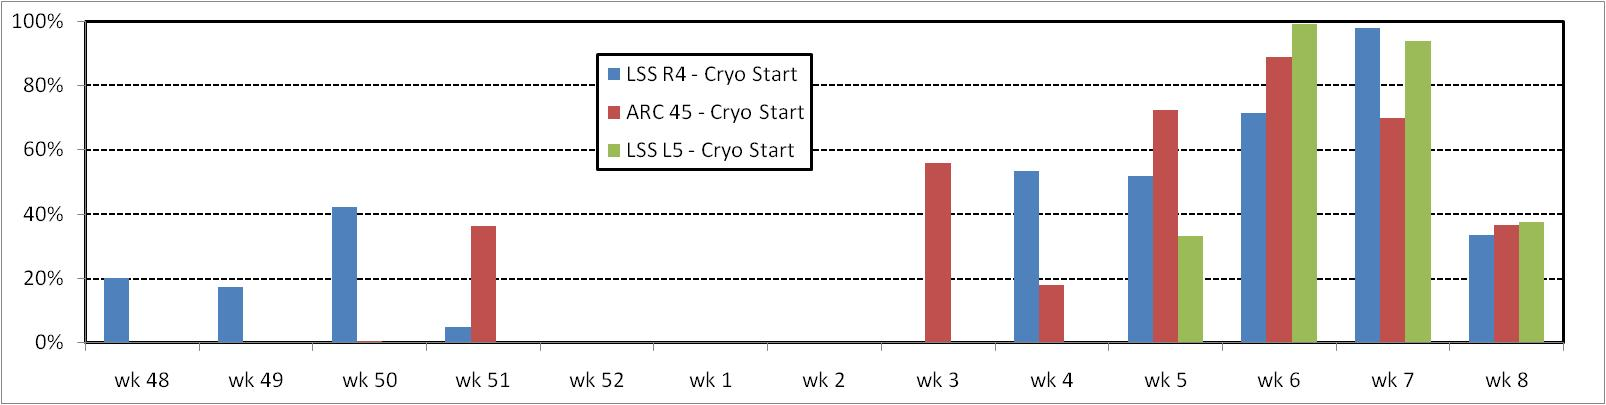 100%
80%
60%
40%
20%
0%
LSS R4 - Cryo Start
ARC 45 - Cryo Start
LSS L5 - Cryo Start
wk 48 wk 49 wk 50 wk 51 wk 52 wk 1 wk 2 wk 3 wk 4 wk 5 wk 6 wk 7 wk 8